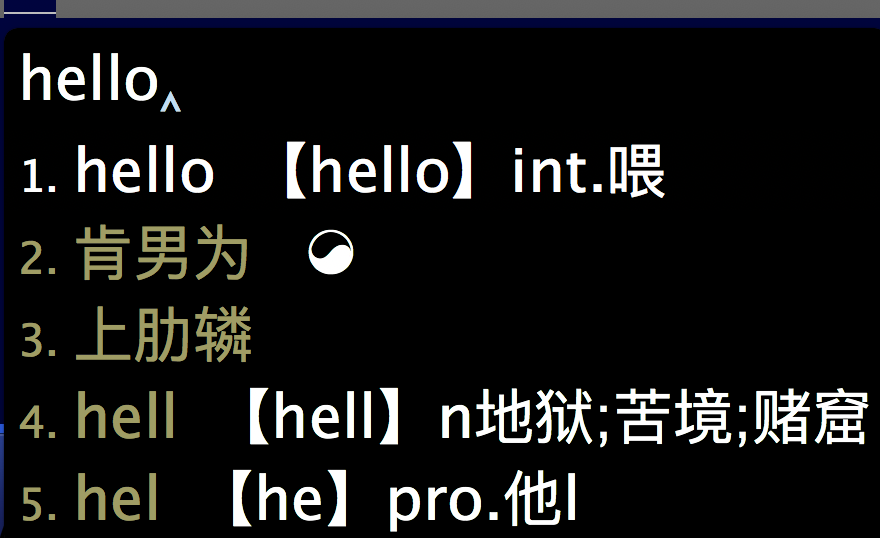 hello‸
1. hello 【hello】int.喂
2. 肯男为 ☯
3. 上肋辚
4. hell 【hell】n地狱;苦境;赌窟
5. hel 【he】pro.他l